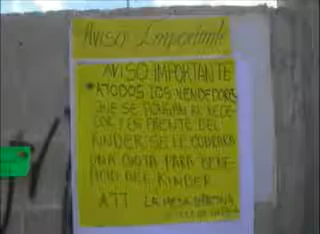 Aviso Importante
AVISO IMPORTANTE
*ATODOS LOS VENDEDORES
QUE SE PONGAN AL REDE-
DOR Y EN FRENTE DEL
KINDER SE LE COBRARA
UNA CUOTA PARA BENE-
FICIO DEL KINDER
ATT LA MESA DIRECTIVA